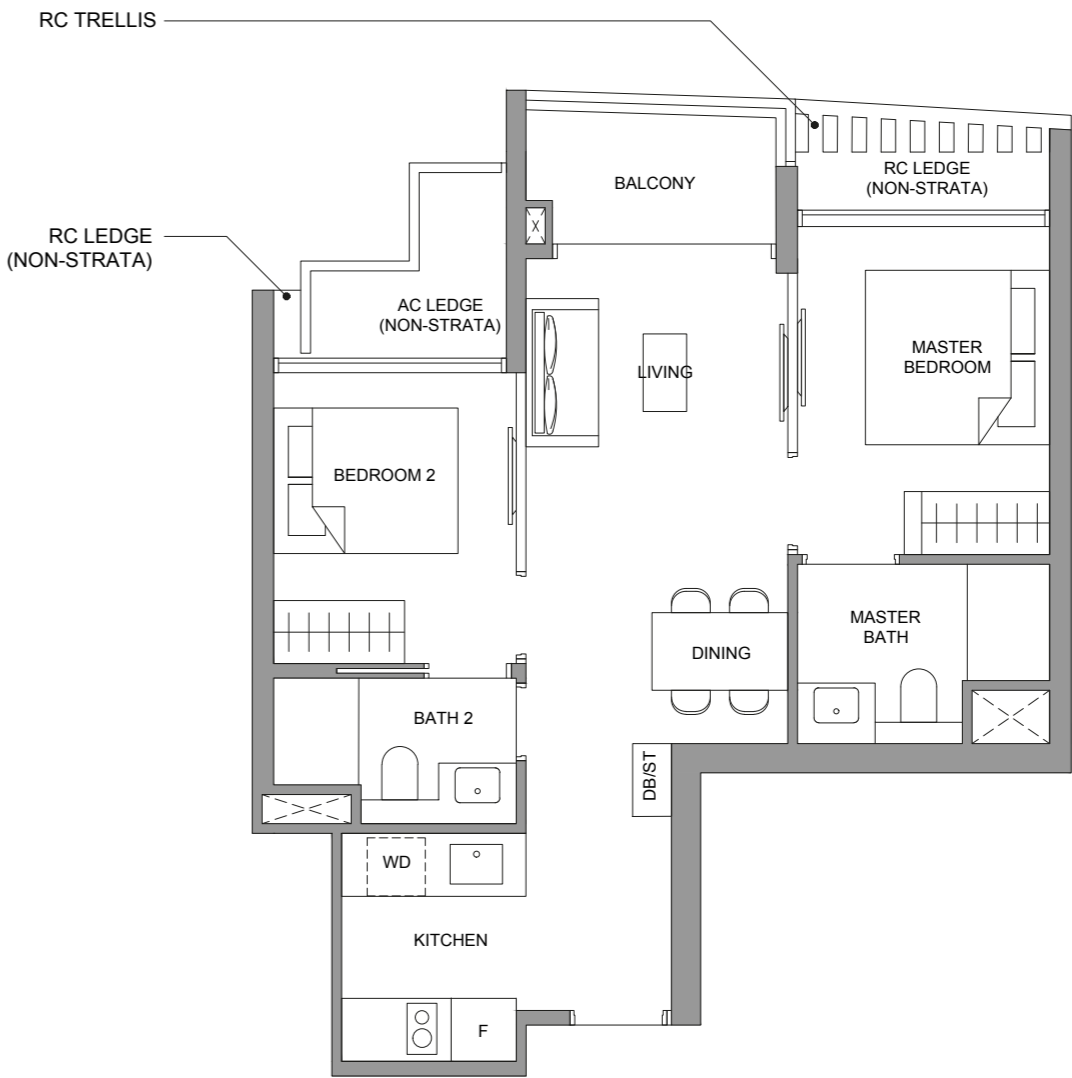 RC TRELLIS
RC LEDGE
(NON-STRATA)
BALCONY
RC LEDGE
(NON-STRATA)
X
AC LEDGE
(NON-STRATA)
LIVING
MASTER
BEDROOM
BEDROOM 2
MASTER
BATH
DINING
BATH 2
DB/ST
WD
KITCHEN
F